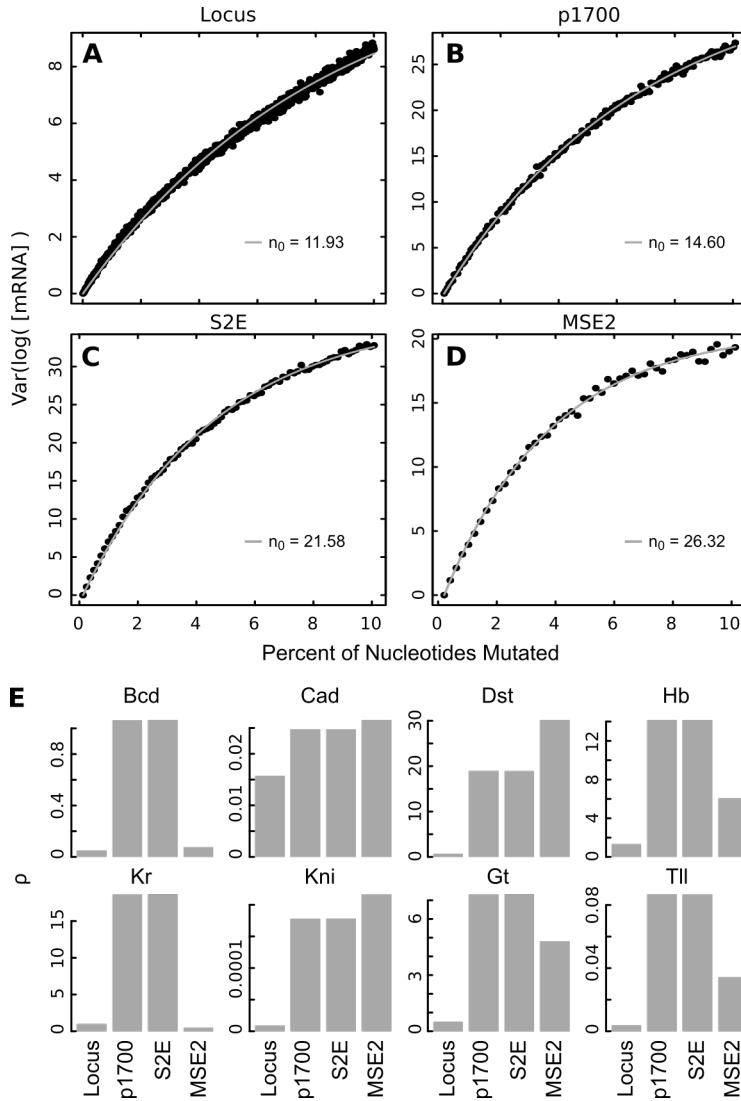 Locus
p1700
A
B
8
6
4
2
0
25
20
15
10
5
0
n0 = 11.93
n0 = 14.60
Var(log( [mRNA] )
S2E
MSE2
C
D
30
25
20
15
10
5
0
20
15
10
5
0
n0 = 21.58
n0 = 26.32
0 2 4 6 8 10
0 2 4 6 8 10
Percent of Nucleotides Mutated
E
Bcd
Cad
Dst
Hb
0.8
0.4
0
0.02
0.01
0
30
20
10
0
12
8
4
0
ρ
Kr
Kni
Gt
Tll
15
10
5
0
0.0001
0
6
3
0
0.08
0.04
0
Locus p1700 S2E MSE2
Locus p1700 S2E MSE2
Locus p1700 S2E MSE2
Locus p1700 S2E MSE2